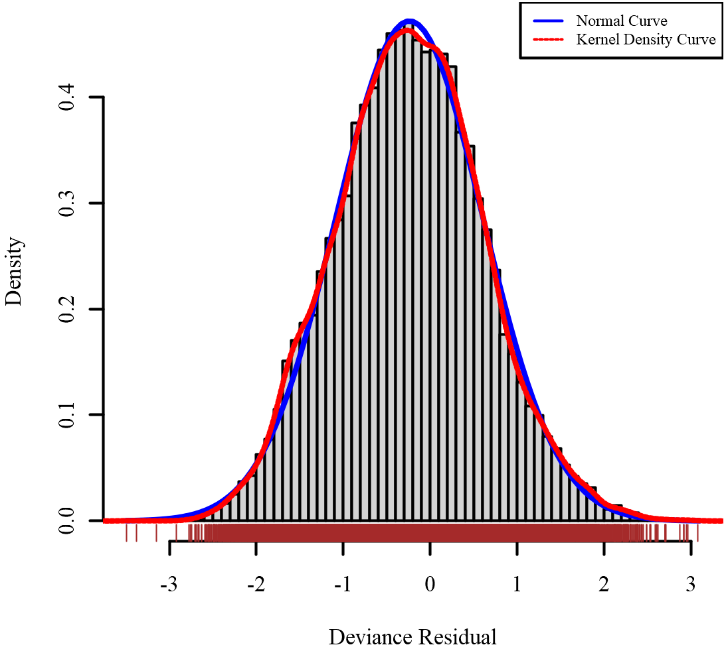 Normal Curve
Kernel Density Curve
0.4
0.3
0.2
0.1
0.0
Density
-3 -2 -1 0 1 2 3
Deviance Residual